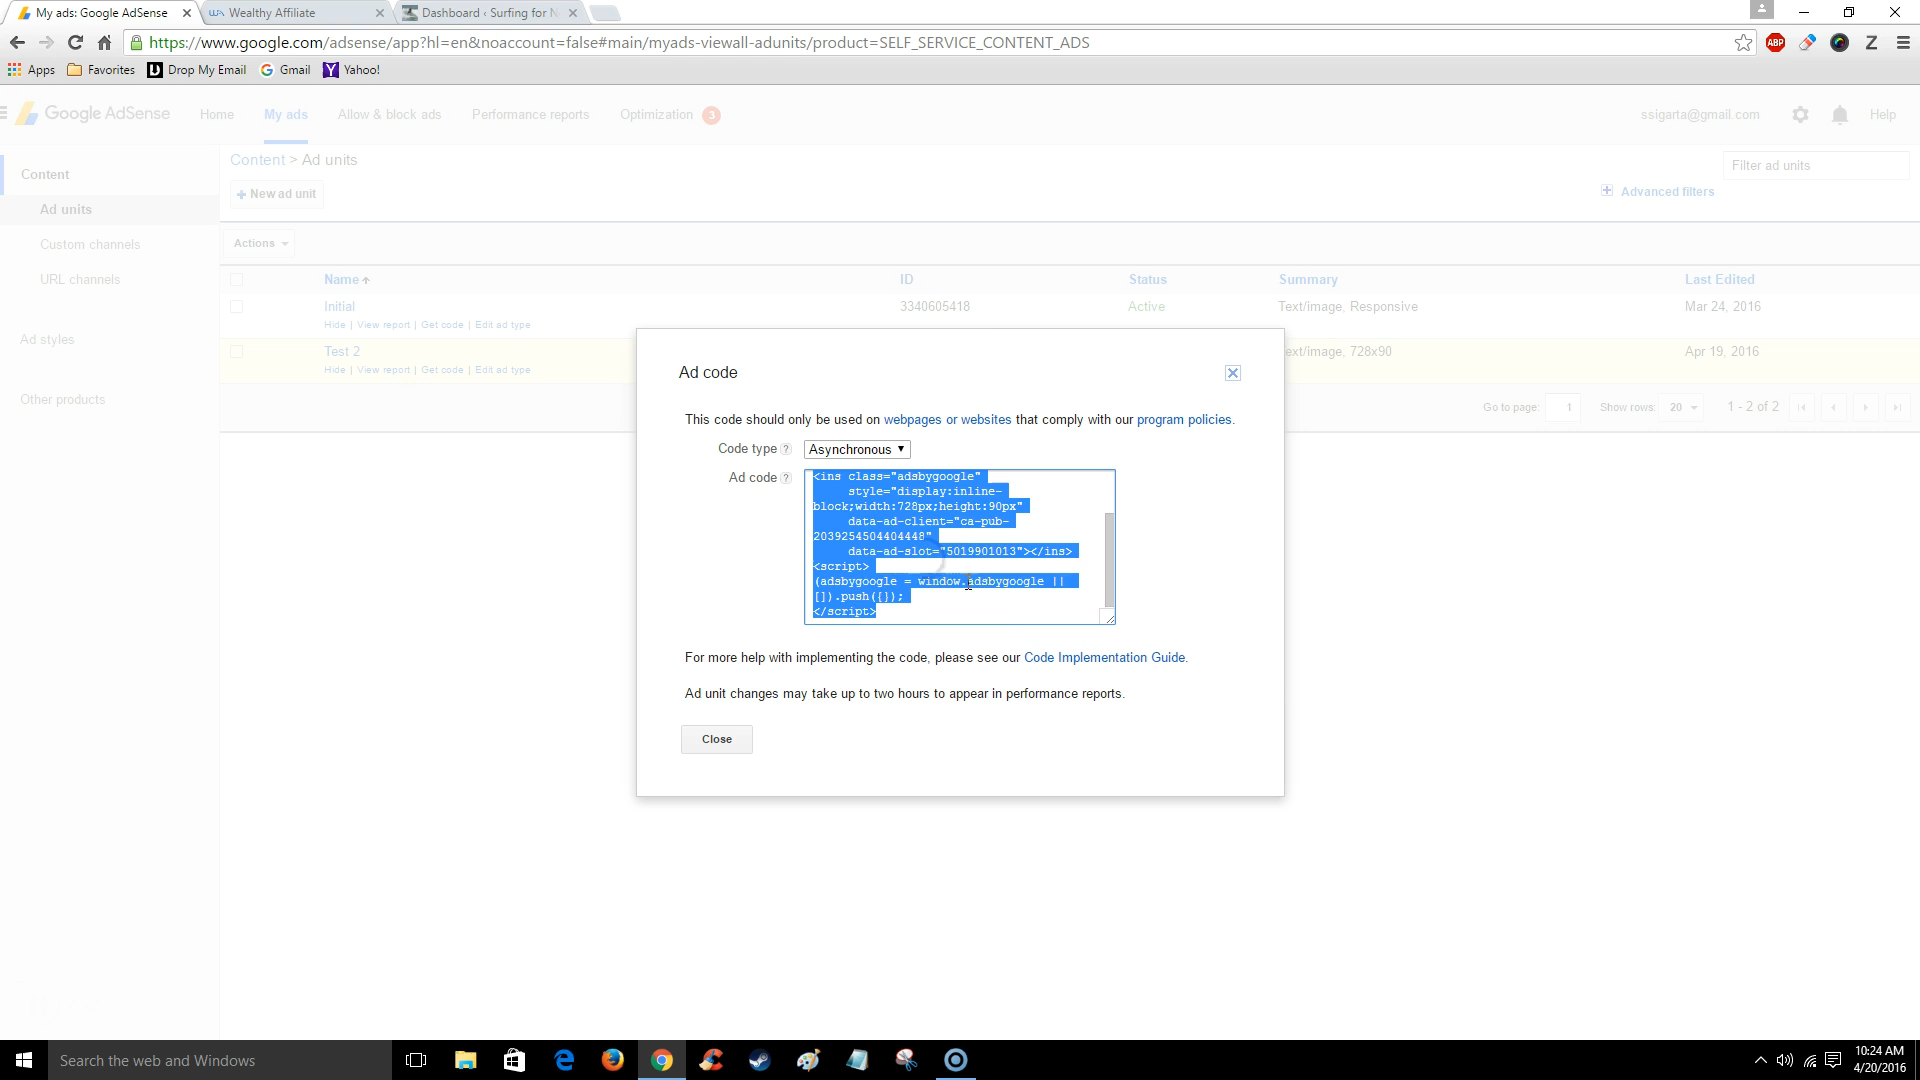 My ads: Google AdSense
Wealthy Affiliate
Dashboard ‹ Surfing for N
https://www.google.com/adsense/app?hl=en&noaccount=false#main/myads-viewall-adunits/product=SELF_SERVICE_CONTENT_ADS
ABP
Z
Apps Favorites Drop My Email Gmail Yahoo!
Google AdSense Home My ads Allow & block ads Performance reports Optimization 3 ssigarta@gmail.com Help
Content > Ad units
Filter ad units
Content
+ New ad unit
Advanced filters
Ad units
Custom channels
Actions
URL channels
Name ID Status Summary Last Edited
Initial 3340605418 Active Text/image, Responsive Mar 24, 2016
Hide | View report | Get code | Edit ad type
Ad styles
Test 2 ext/image, 728x90 Apr 19, 2016
Hide | View report | Get code | Edit ad type
Other products
Go to page: 1 Show rows: 20 1 - 2 of 2
Ad code
This code should only be used on webpages or websites that comply with our program policies.
Code type ? Asynchronous
Ad code ?
<ins class="adsbygoogle"
style="display:inline-
block;width:728px;height:90px"
data-ad-client="ca-pub-
2039254504404448"
data-ad-slot="5019901013"></ins>
<script>
(adsbygoogle = window.adsbygoogle ||
[]).push({});
</script>
For more help with implementing the code, please see our Code Implementation Guide.
Ad unit changes may take up to two hours to appear in performance reports.
Close
Search the web and Windows
10:24 AM
4/20/2016